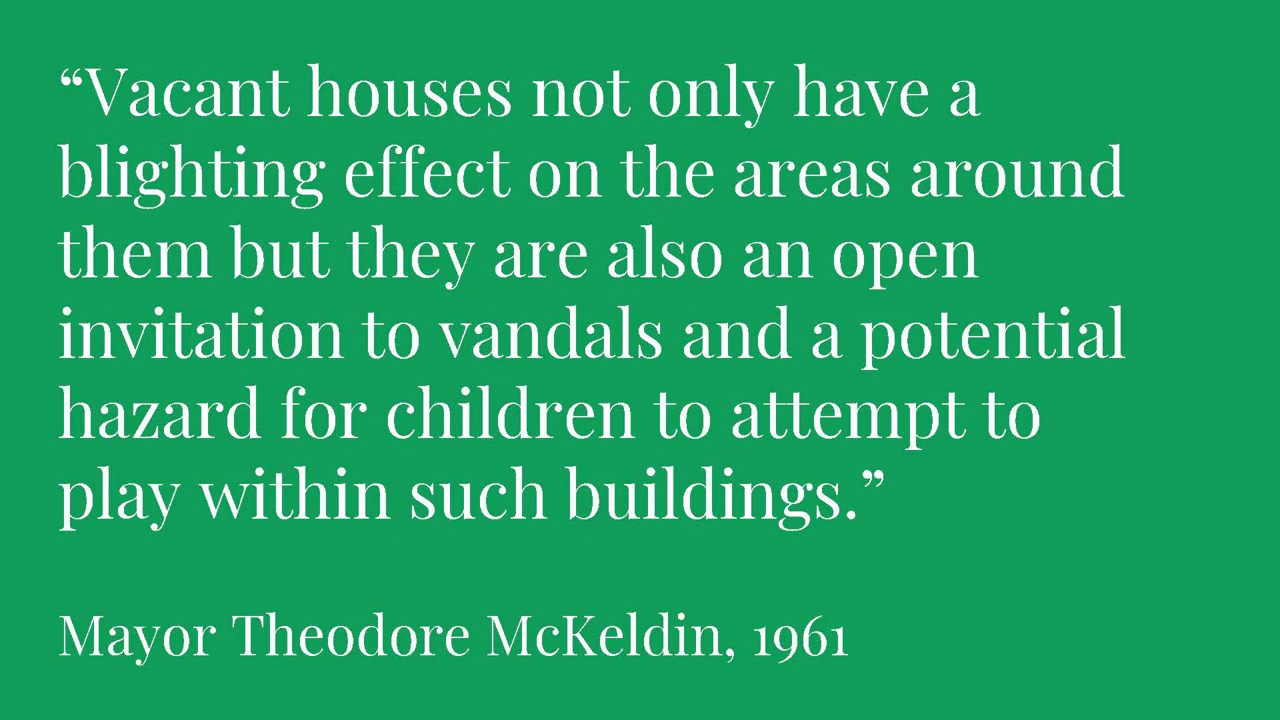 “Vacant houses not only have a
blighting effect on the areas around
them but they are also an open
invitation to vandals and a potential
hazard for children to attempt to
play within such buildings.”
Mayor Theodore McKeldin, 1961